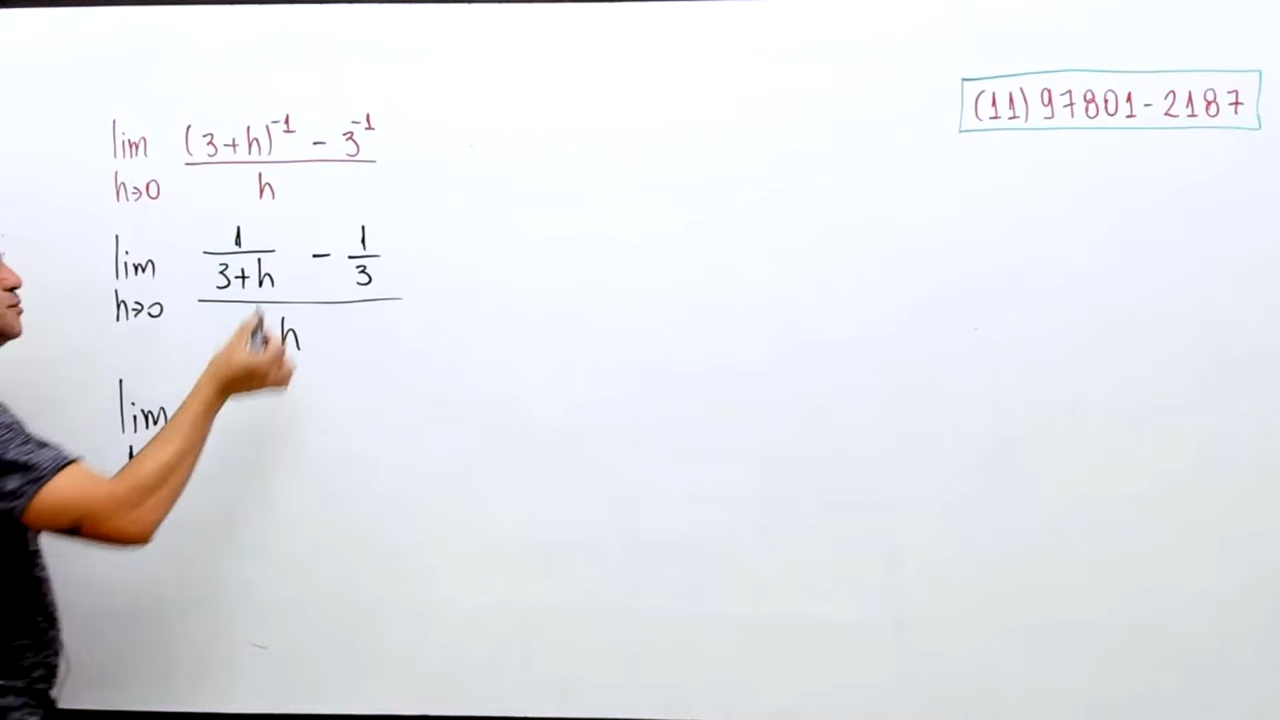 (11) 97801-2187
lim (3+h)⁻¹ - 3⁻¹
h→0 h
lim 1/(3+h) - 1/3
h→0 h
lim